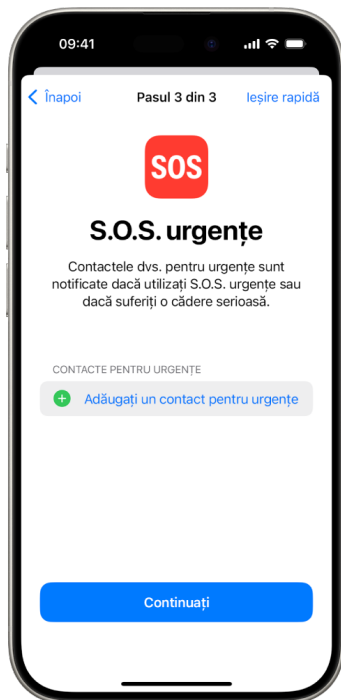 09:41
Înapoi Pasul 3 din 3 Ieșire rapidă
SOS
S.O.S. urgențe
Contactele dvs. pentru urgențe sunt
notificate dacă utilizați S.O.S. urgențe sau
dacă suferiți o cădere serioasă.
CONTACTE PENTRU URGENȚE
Adăugați un contact pentru urgențe
Continuați